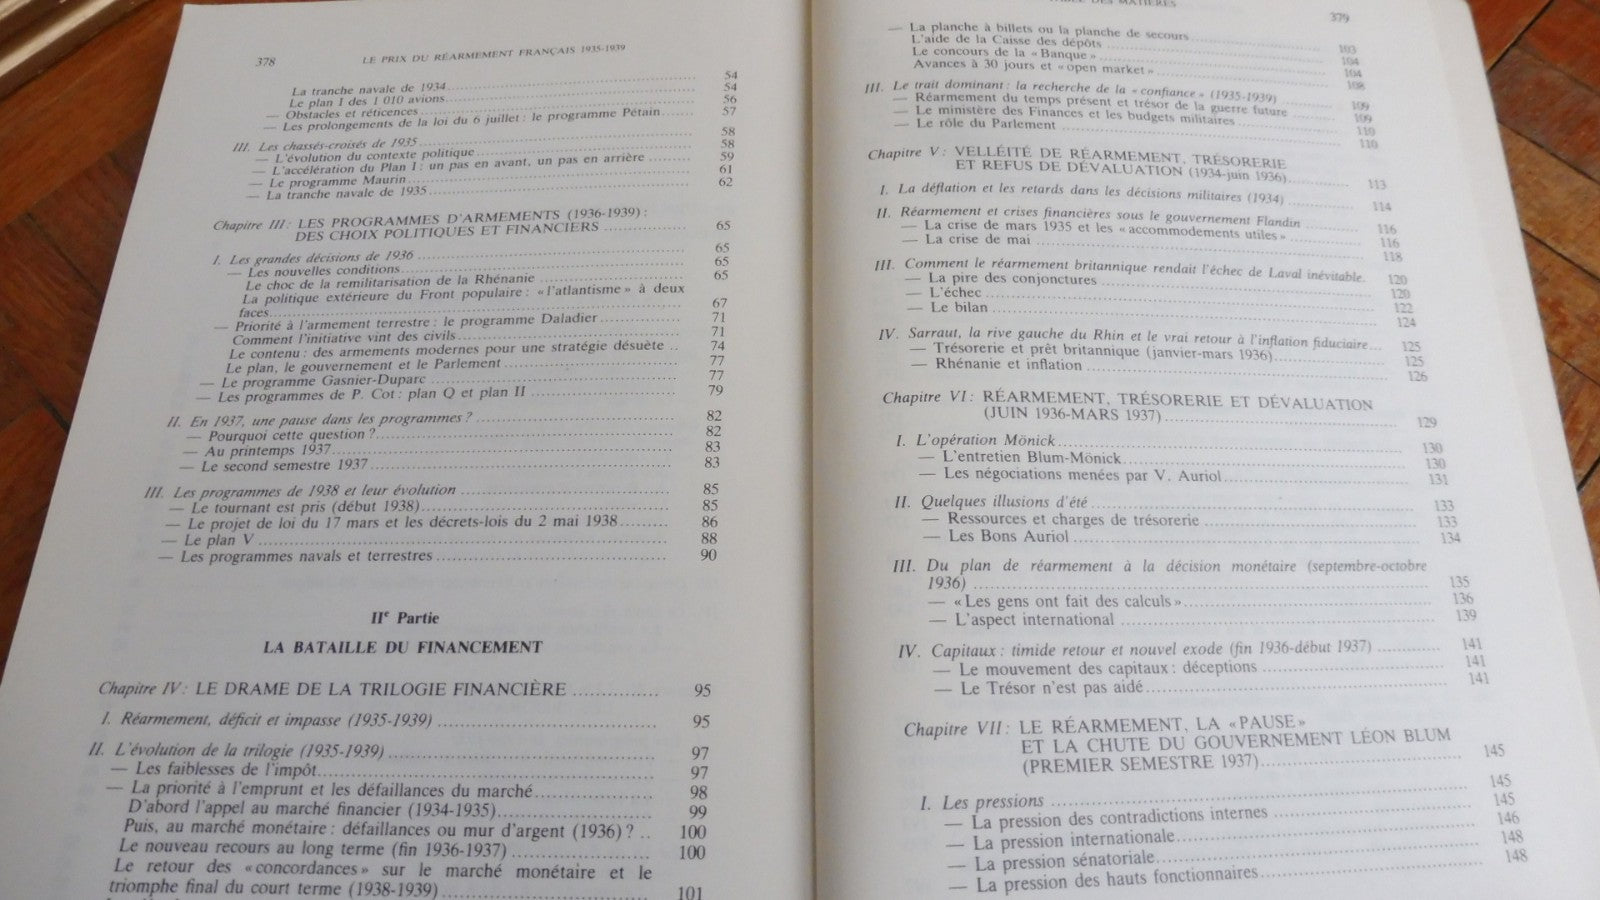 378
LE PRIX DU RÉARMEMENT FRANÇAIS 1935-1939
La tranche navale de 1934 54
Le plan I des 1 010 avions 54
— Obstacles et réticences 56
— Les prolongements de la loi du 6 juillet : le programme Pétain 57
III. Les chassés-croisés de 1935 58
— L'évolution du contexte politique 58
— L'accélération du Plan I : un pas en avant, un pas en arrière 59
— Le programme Maurin 61
— La tranche navale de 1935 62
Chapitre III : LES PROGRAMMES D'ARMEMENTS (1936-1939) :
DES CHOIX POLITIQUES ET FINANCIERS 65
I. Les grandes décisions de 1936 65
— Les nouvelles conditions 65
Le choc de la remilitarisation de la Rhénanie 65
La politique extérieure du Front populaire : « l'atlantisme » à deux
faces 67
— Priorité à l'armement terrestre : le programme Daladier 71
Comment l'initiative vint des civils 71
Le contenu : des armements modernes pour une stratégie désuète 74
Le plan, le gouvernement et le Parlement 77
— Le programme Gasnier-Duparc 77
— Les programmes de P. Cot : plan Q et plan II 79
II. En 1937, une pause dans les programmes ? 82
— Pourquoi cette question ? 82
— Au printemps 1937 83
— Le second semestre 1937 83
III. Les programmes de 1938 et leur évolution 85
— Le tournant est pris (début 1938) 85
— Le projet de loi du 17 mars et les décrets-lois du 2 mai 1938 86
— Le plan V 88
— Les programmes navals et terrestres 90
IIe Partie
LA BATAILLE DU FINANCEMENT
Chapitre IV : LE DRAME DE LA TRILOGIE FINANCIÈRE 95
I. Réarmement, déficit et impasse (1935-1939) 95
II. L'évolution de la trilogie (1935-1939) 97
— Les faiblesses de l'impôt 97
— La priorité à l'emprunt et les défaillances du marché 98
D'abord l'appel au marché financier (1934-1935) 99
Puis, au marché monétaire : défaillances ou mur d'argent (1936) ? 100
Le nouveau recours au long terme (fin 1936-1937) 100
Le retour des « concordances » sur le marché monétaire et le
triomphe final du court terme (1938-1939) 101
DES MATIÈRES
379
— La planche à billets ou la planche de secours 103
L'aide de la Caisse des dépôts 104
Le concours de la « Banque » 104
Avances à 30 jours et « open market » 108
III. Le trait dominant : la recherche de la « confiance » (1935-1939) 109
— Réarmement du temps présent et trésor de la guerre future 109
— Le ministère des Finances et les budgets militaires 110
— Le rôle du Parlement 110
Chapitre V : VELLÉITÉ DE RÉARMEMENT, TRÉSORERIE
ET REFUS DE DÉVALUATION (1934-juin 1936) 113
I. La déflation et les retards dans les décisions militaires (1934) 114
II. Réarmement et crises financières sous le gouvernement Flandin 116
— La crise de mars 1935 et les « accommodements utiles » 116
— La crise de mai 118
III. Comment le réarmement britannique rendait l'échec de Laval inévitable. 120
— La pire des conjonctures 120
— L'échec 122
— Le bilan 124
IV. Sarraut, la rive gauche du Rhin et le vrai retour à l'inflation fiduciaire 125
— Trésorerie et prêt britannique (janvier-mars 1936) 125
— Rhénanie et inflation 126
Chapitre VI : RÉARMEMENT, TRÉSORERIE ET DÉVALUATION
(JUIN 1936-MARS 1937) 129
I. L'opération Mönick 130
— L'entretien Blum-Mönick 130
— Les négociations menées par V. Auriol 131
II. Quelques illusions d'été 133
— Ressources et charges de trésorerie 133
— Les Bons Auriol 134
III. Du plan de réarmement à la décision monétaire (septembre-octobre
1936) 135
— « Les gens ont fait des calculs » 136
— L'aspect international 139
IV. Capitaux : timide retour et nouvel exode (fin 1936-début 1937) 141
— Le mouvement des capitaux : déceptions 141
— Le Trésor n'est pas aidé 141
Chapitre VII : LE RÉARMEMENT, LA « PAUSE »
ET LA CHUTE DU GOUVERNEMENT LÉON BLUM
(PREMIER SEMESTRE 1937) 145
I. Les pressions 145
— La pression des contradictions internes 145
— La pression internationale 146
— La pression sénatoriale 148
— La pression des hauts fonctionnaires 148